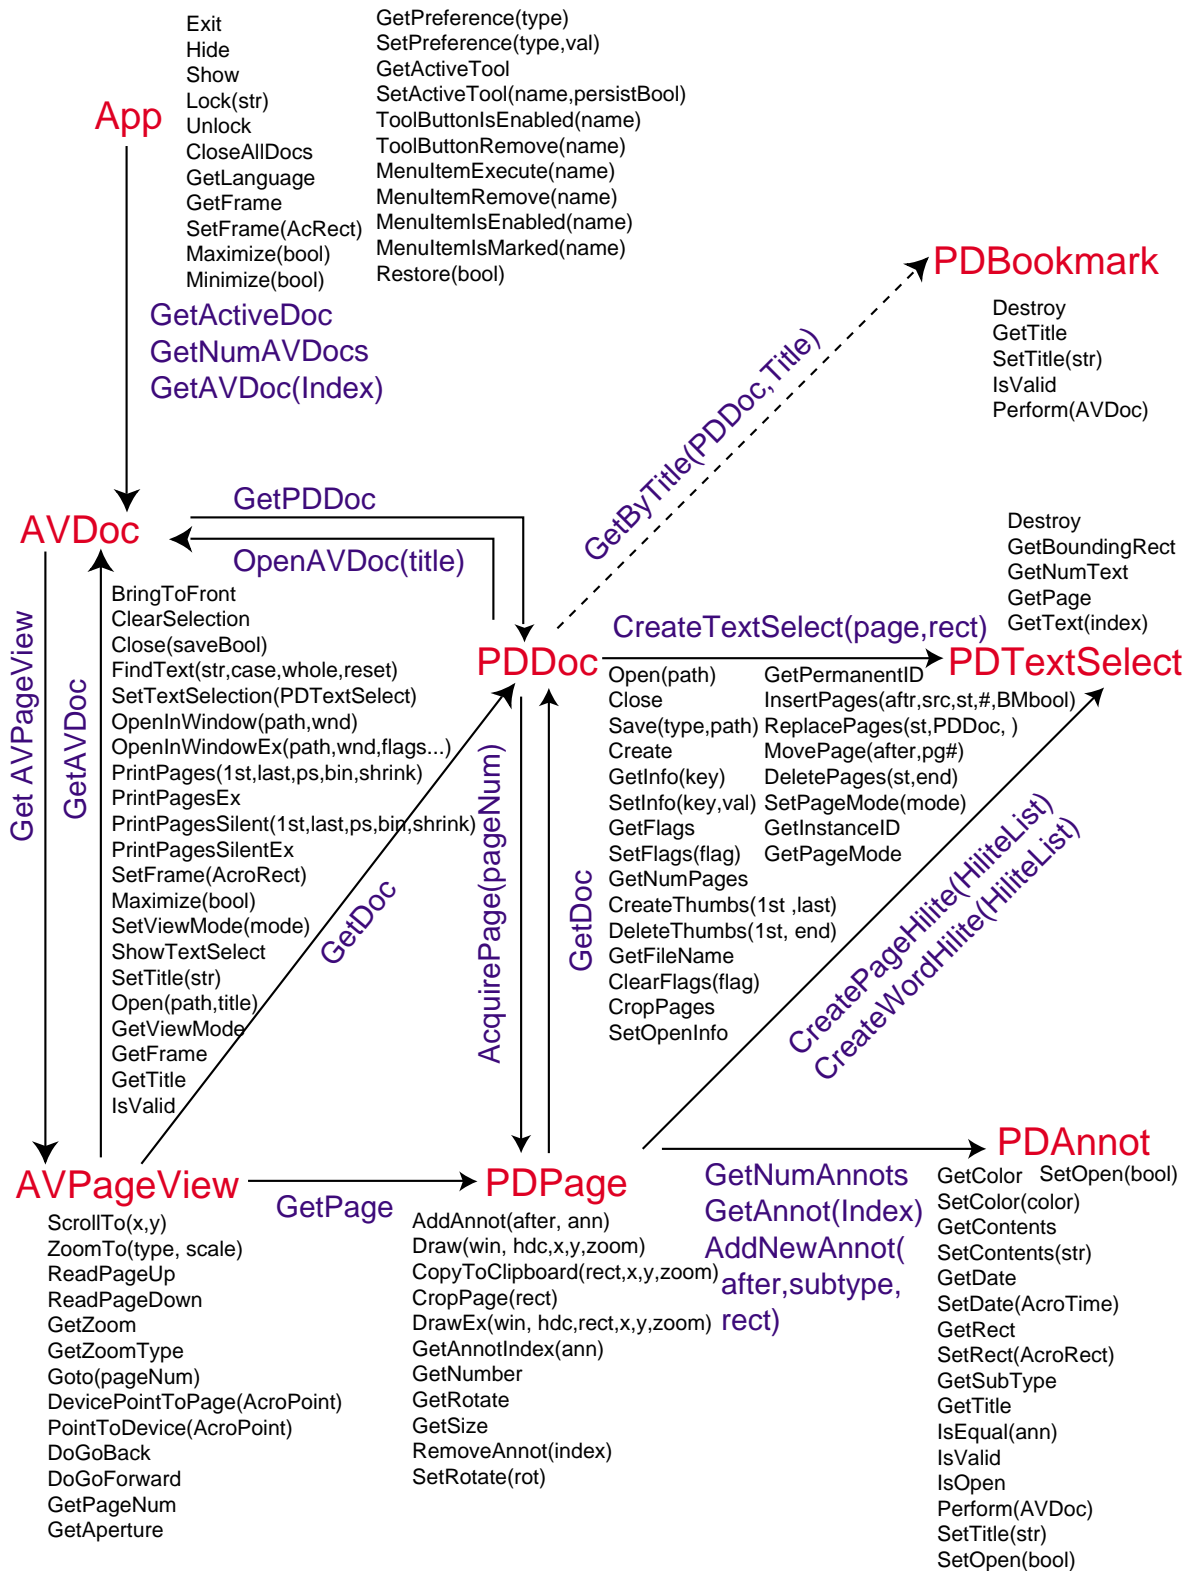 App
Exit
Hide
Show
Lock(str)
Unlock
CloseAllDocs
GetLanguage
GetFrame
SetFrame(AcRect)
Maximize(bool)
Minimize(bool)
GetPreference(type)
SetPreference(type,val)
GetActiveTool
SetActiveTool(name,persistBool)
ToolButtonIsEnabled(name)
ToolButtonRemove(name)
MenuItemExecute(name)
MenuItemRemove(name)
MenuItemIsEnabled(name)
MenuItemIsMarked(name)
Restore(bool)
GetActiveDoc
GetNumAVDocs
GetAVDoc(Index)
PDBookmark
Destroy
GetTitle
SetTitle(str)
IsValid
Perform(AVDoc)
GetByTitle(PDDoc,Title)
AVDoc
GetPDDoc
OpenAVDoc(title)
BringToFront
ClearSelection
Close(saveBool)
FindText(str,case,whole,reset)
SetTextSelection(PDTextSelect)
OpenInWindow(path,wnd)
OpenInWindowEx(path,wnd,flags...)
PrintPages(1st,last,ps,bin,shrink)
PrintPagesEx
PrintPagesSilent(1st,last,ps,bin,shrink)
PrintPagesSilentEx
SetFrame(AcroRect)
Maximize(bool)
SetViewMode(mode)
ShowTextSelect
SetTitle(str)
Open(path,title)
GetViewMode
GetFrame
GetTitle
IsValid
Get AVPageView
GetAVDoc
GetDoc
PDDoc
CreateTextSelect(page,rect)
Open(path)
Close
Save(type,path)
Create
GetInfo(key)
SetInfo(key,val)
GetFlags
SetFlags(flag)
GetNumPages
CreateThumbs(1st ,last)
DeleteThumbs(1st, end)
GetFileName
ClearFlags(flag)
CropPages
SetOpenInfo
GetPermanentID
InsertPages(aftr,src,st,#,BMbool)
ReplacePages(st,PDDoc, )
MovePage(after,pg#)
DeletePages(st,end)
SetPageMode(mode)
GetInstanceID
GetPageMode
Destroy
GetBoundingRect
GetNumText
GetPage
GetText(index)
PDTextSelect
AcquirePage(pageNum)
GetDoc
CreatePageHilite(HiliteList)
CreateWordHilite(HiliteList)
AVPageView
ScrollTo(x,y)
ZoomTo(type, scale)
ReadPageUp
ReadPageDown
GetZoom
GetZoomType
Goto(pageNum)
DevicePointToPage(AcroPoint)
PointToDevice(AcroPoint)
DoGoBack
DoGoForward
GetPageNum
GetAperture
GetPage
PDPage
AddAnnot(after, ann)
Draw(win, hdc,x,y,zoom)
CopyToClipboard(rect,x,y,zoom)
CropPage(rect)
DrawEx(win, hdc,rect,x,y,zoom)
GetAnnotIndex(ann)
GetNumber
GetRotate
GetSize
RemoveAnnot(index)
SetRotate(rot)
GetNumAnnots
GetAnnot(Index)
AddNewAnnot(
after,subtype,
rect)
PDAnnot
GetColor
SetOpen(bool)
SetColor(color)
GetContents
SetContents(str)
GetDate
SetDate(AcroTime)
GetRect
SetRect(AcroRect)
GetSubType
GetTitle
IsEqual(ann)
IsValid
IsOpen
Perform(AVDoc)
SetTitle(str)
SetOpen(bool)